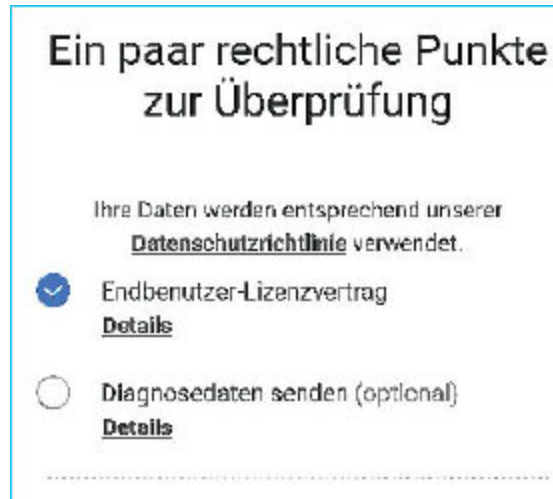 Ein paar rechtliche Punkte
zur Überprüfung
Ihre Daten werden entsprechend unserer
Datenschutzrichtlinie verwendet.
Endbenutzer-Lizenzvertrag
Details
Diagnosedaten senden (optional)
Details